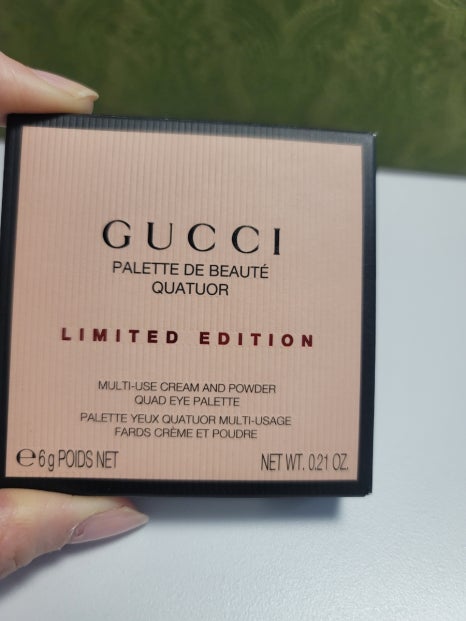 GUCCI
PALETTE DE BEAUTÉ
QUATUOR
LIMITED EDITION
MULTI-USE CREAM AND POWDER
QUAD EYE PALETTE
PALETTE YEUX QUATUOR MULTI-USAGE
FARDS CRÈME ET POUDRE
℮6 g POIDS NET NET WT. 0.21 OZ.